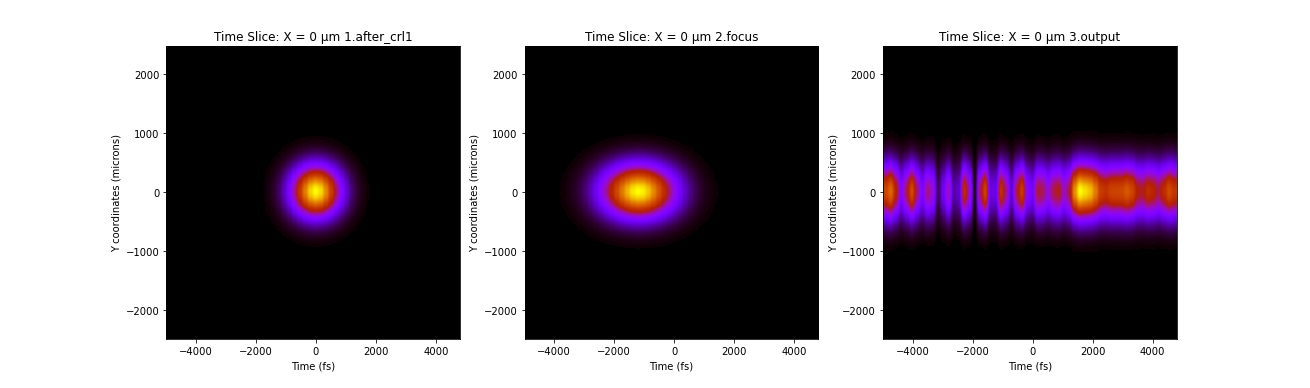 Time Slice: X = 0 μm 1.after_crl1
Y coordinates (microns)
2000
1000
0
−1000
−2000
−4000 −2000 0 2000 4000
Time (fs)
Time Slice: X = 0 μm 2.focus
Y coordinates (microns)
2000
1000
0
−1000
−2000
−4000 −2000 0 2000 4000
Time (fs)
Time Slice: X = 0 μm 3.output
Y coordinates (microns)
2000
1000
0
−1000
−2000
−4000 −2000 0 2000 4000
Time (fs)